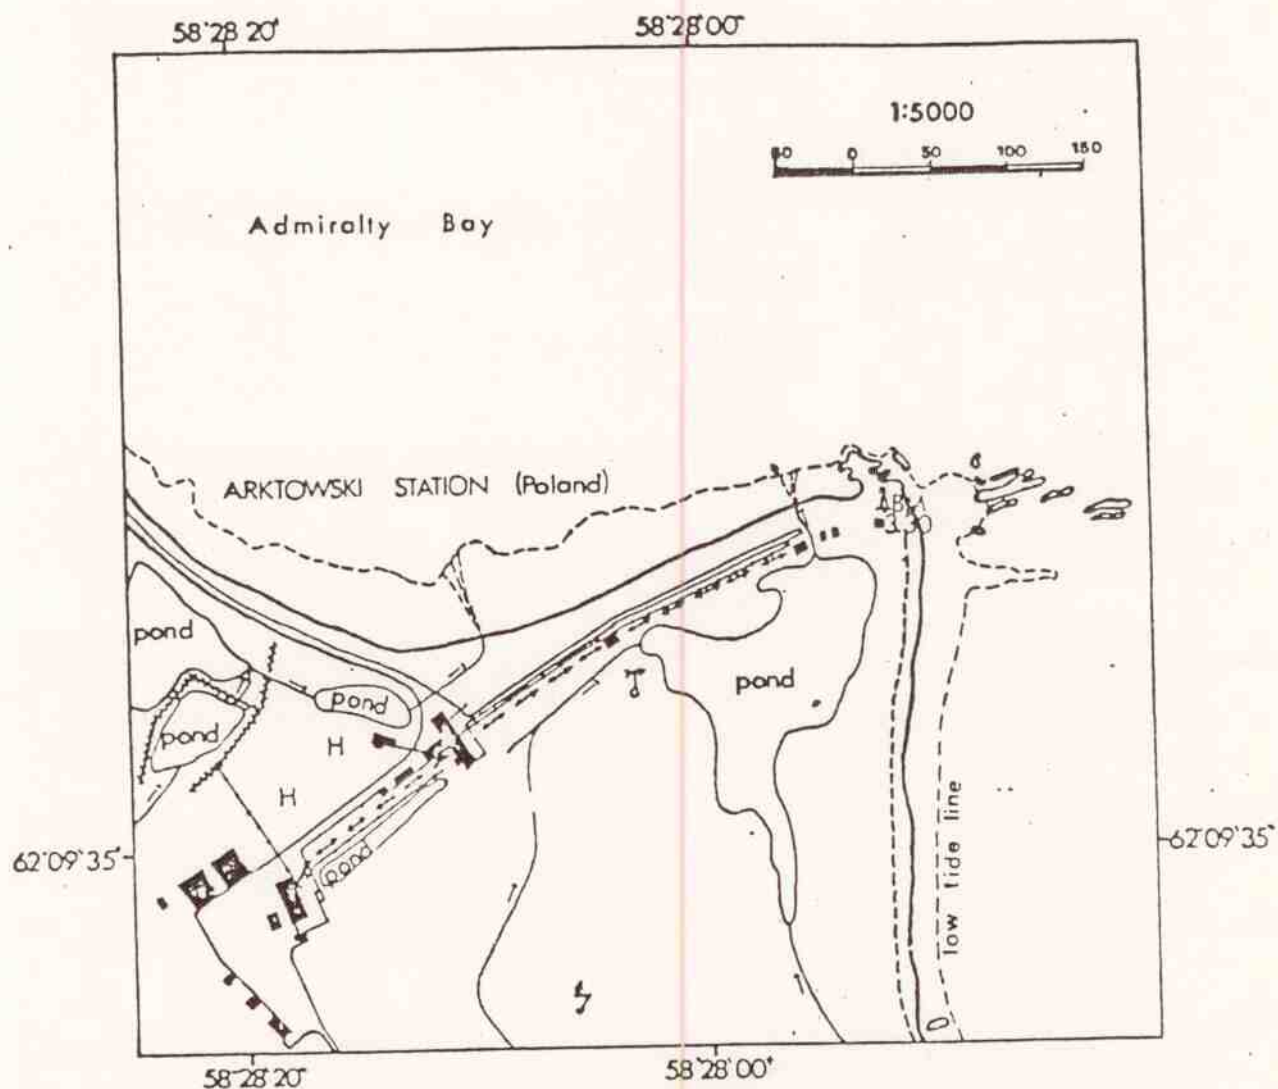 58°28'20"
58°28'00"
1:5000
50 0 50 100 150
Admiralty Bay
ARKTOWSKI STATION (Poland)
pond
pond
pond
pond
H
H
pond
62°09'35"
62°09'35"
low tide line
58°28'20"
58°28'00"